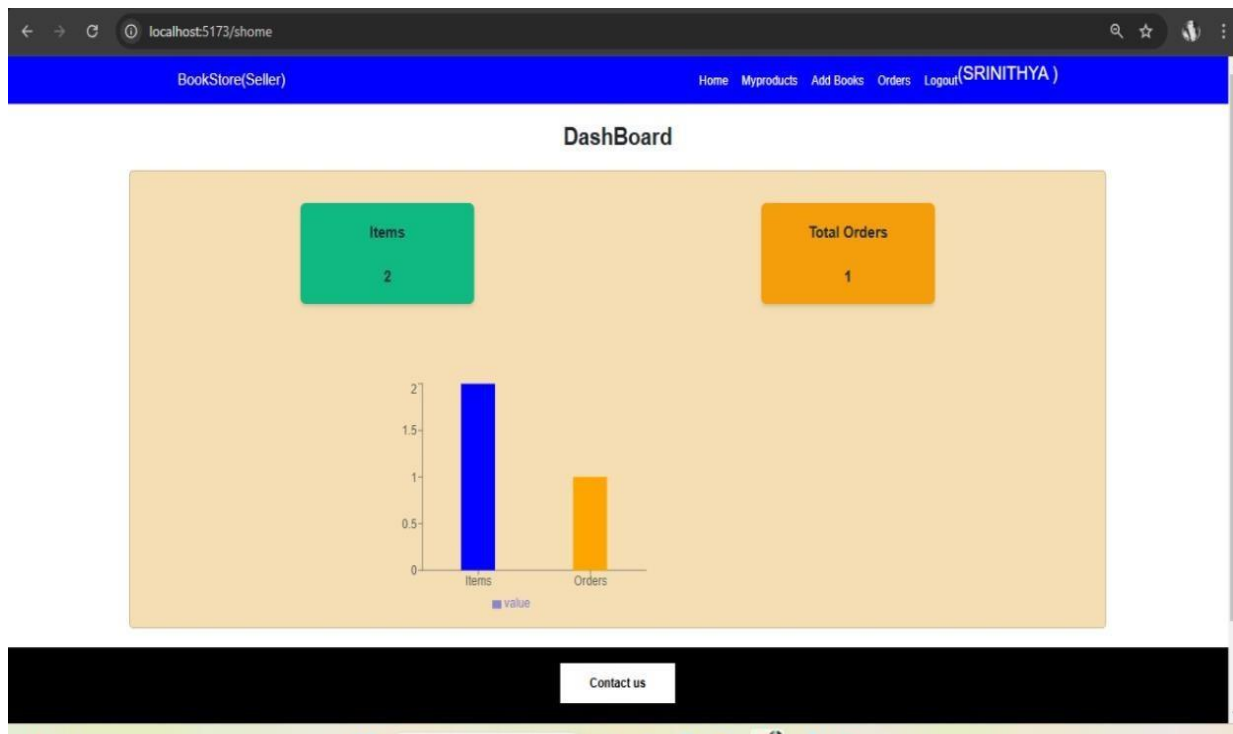 localhost:5173/shome
BookStore(Seller) Home Myproducts Add Books Orders Logout(SRINITHYA )
DashBoard
Items Total Orders
2 1
2
1.5
1
0.5
0
Items Orders
value
Contact us